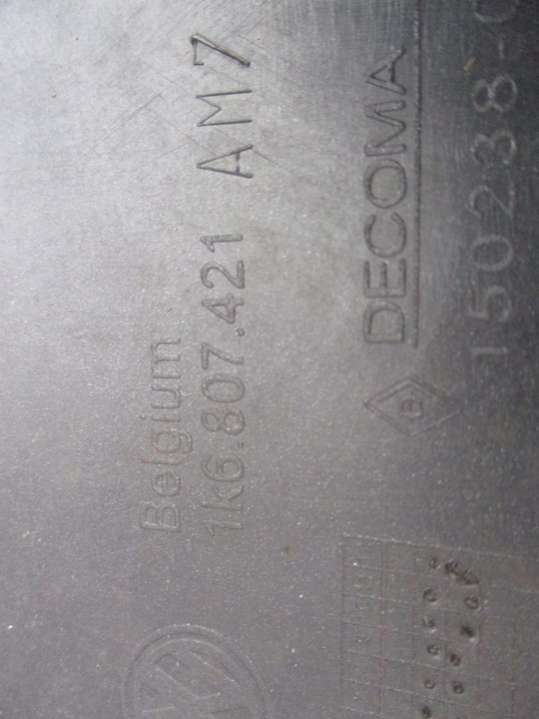 Belgium
1k6.807.421 AM7
DECOMA
B
150238-